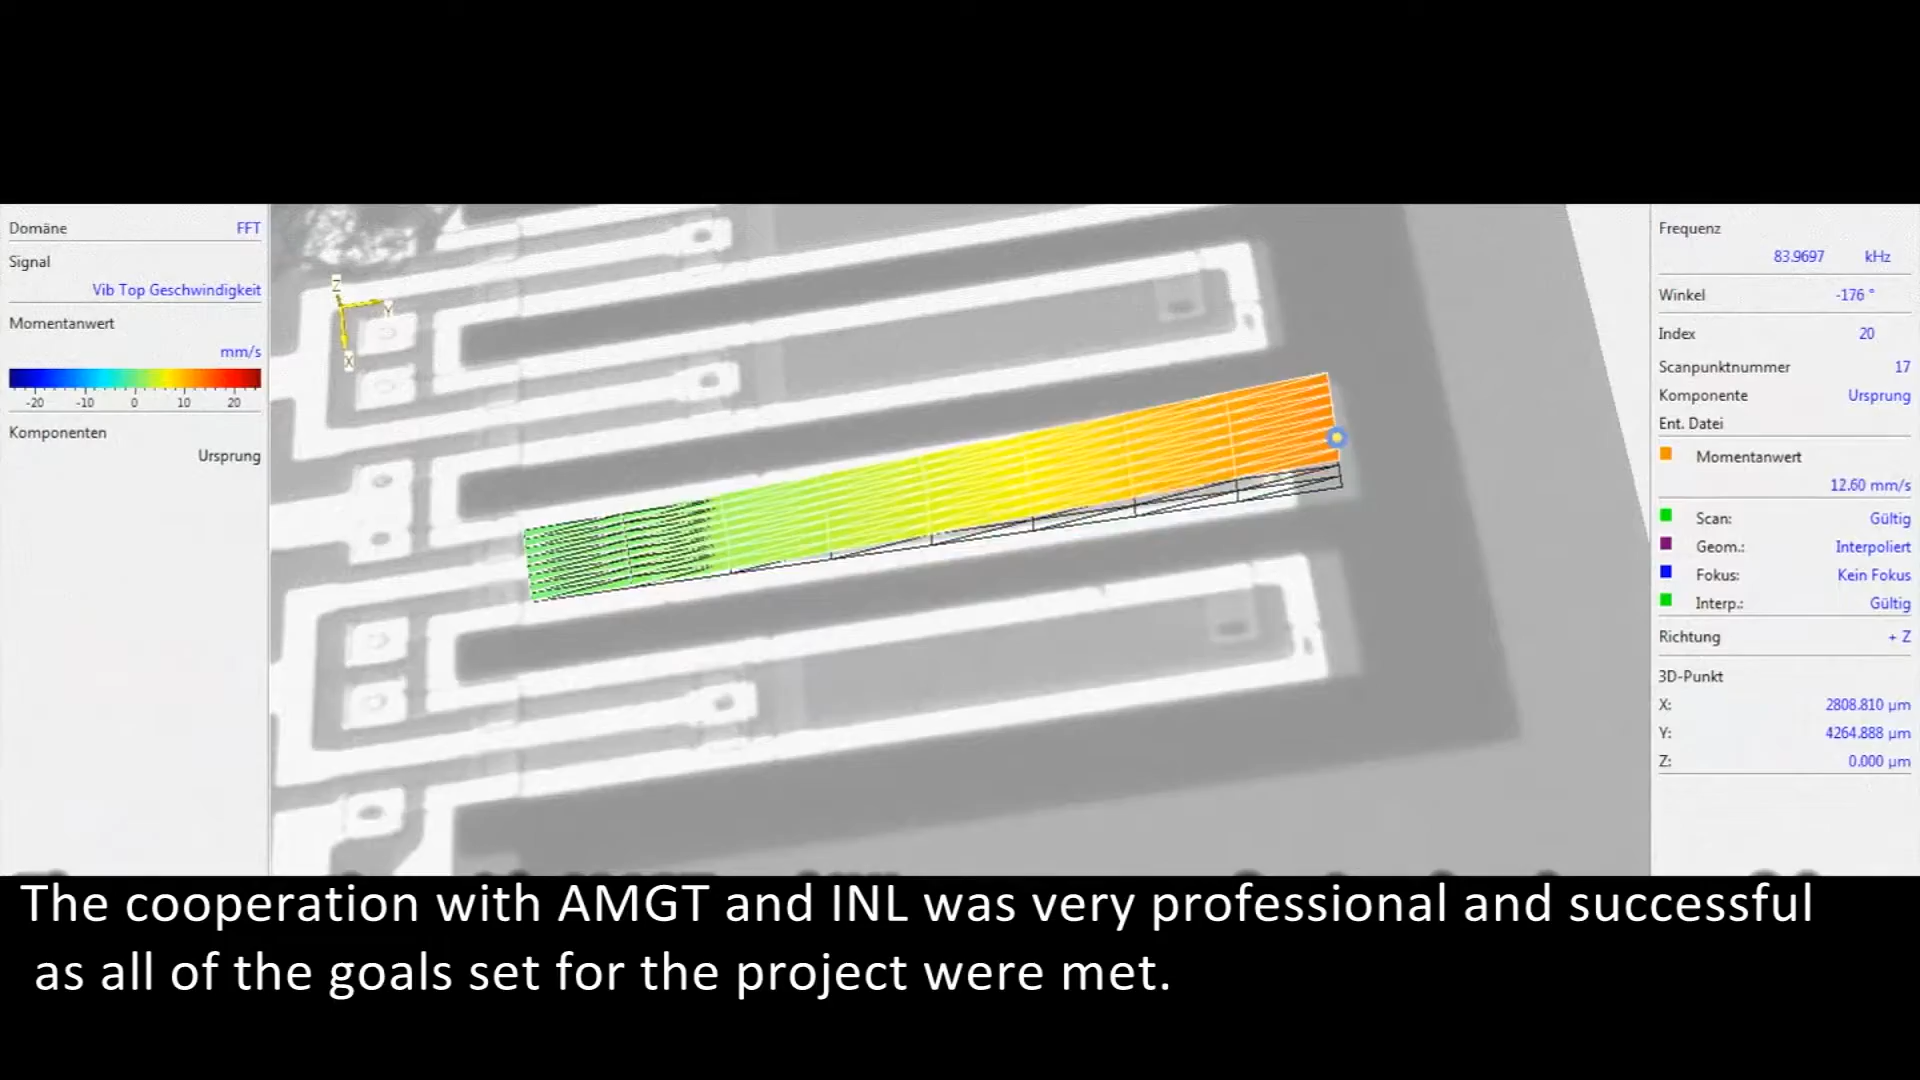 Domäne FFT
Signal
Vib Top Geschwindigkeit
Momentanwert
mm/s
-20 -10 0 10 20
Komponenten
Ursprung
Z
Y
X
Frequenz
83.9697 kHz
Winkel -176 °
Index 20
Scanpunktnummer 17
Komponente Ursprung
Ent. Datei
Momentanwert
12.60 mm/s
Scan: Gültig
Geom.: Interpoliert
Fokus: Kein Fokus
Interp.: Gültig
Richtung + Z
3D-Punkt
X: 2808.810 µm
Y: 4264.888 µm
Z: 0.000 µm
The cooperation with AMGT and INL was very professional and successful
as all of the goals set for the project were met.